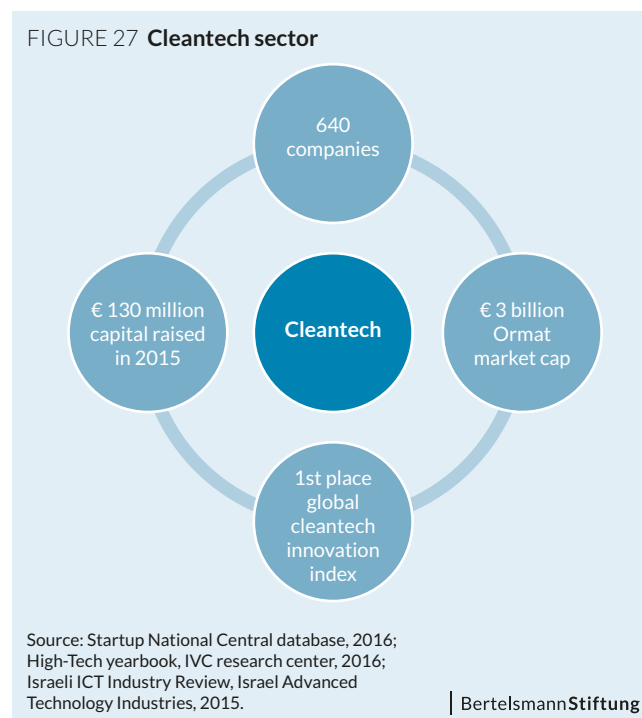 FIGURE 27 Cleantech sector
640
companies
€ 130 million
capital raised
in 2015
Cleantech
€ 3 billion
Ormat
market cap
1st place
global
cleantech
innovation
index
Source: Startup National Central database, 2016;
High-Tech yearbook, IVC research center, 2016;
Israeli ICT Industry Review, Israel Advanced
Technology Industries, 2015.
BertelsmannStiftung